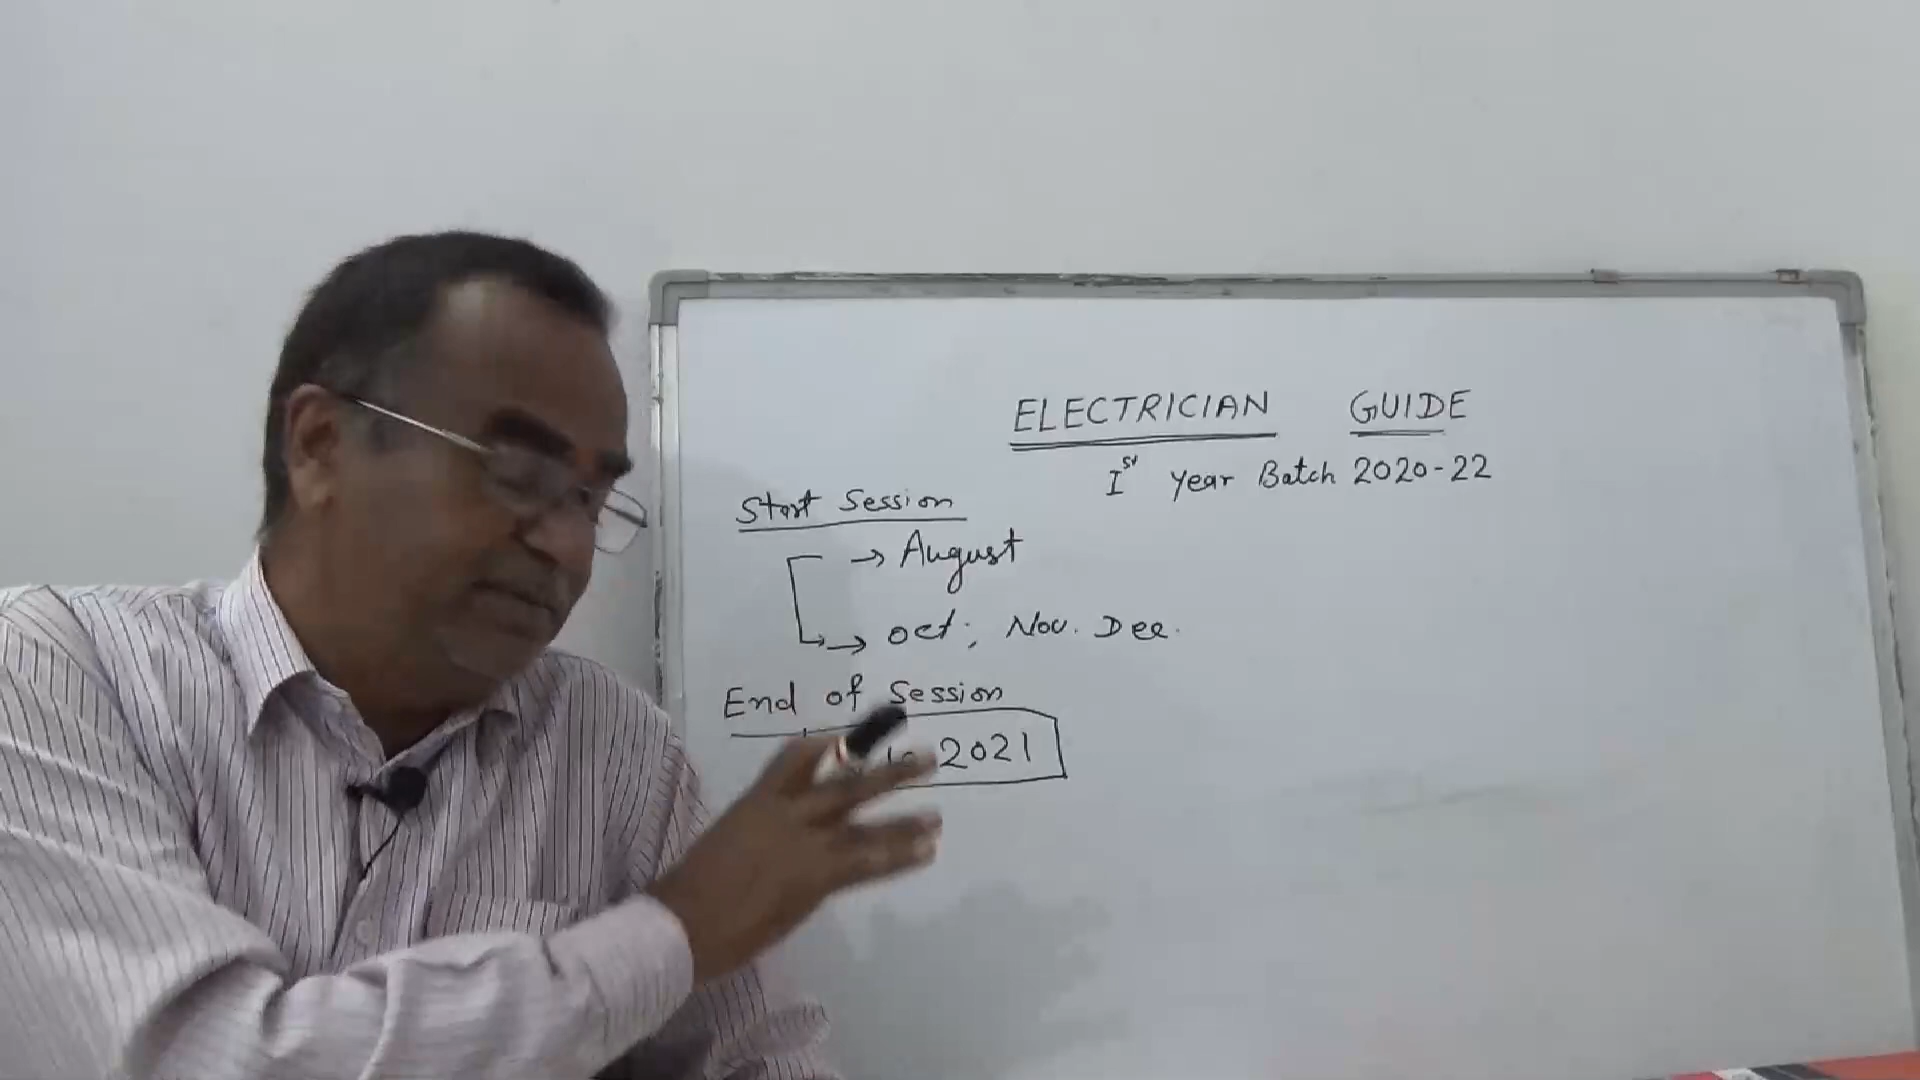 ELECTRICIAN GUIDE
Ist Year Batch 2020-22
Start Session
→ August
→ Oct; Nov. Dec.
End of Session
2021